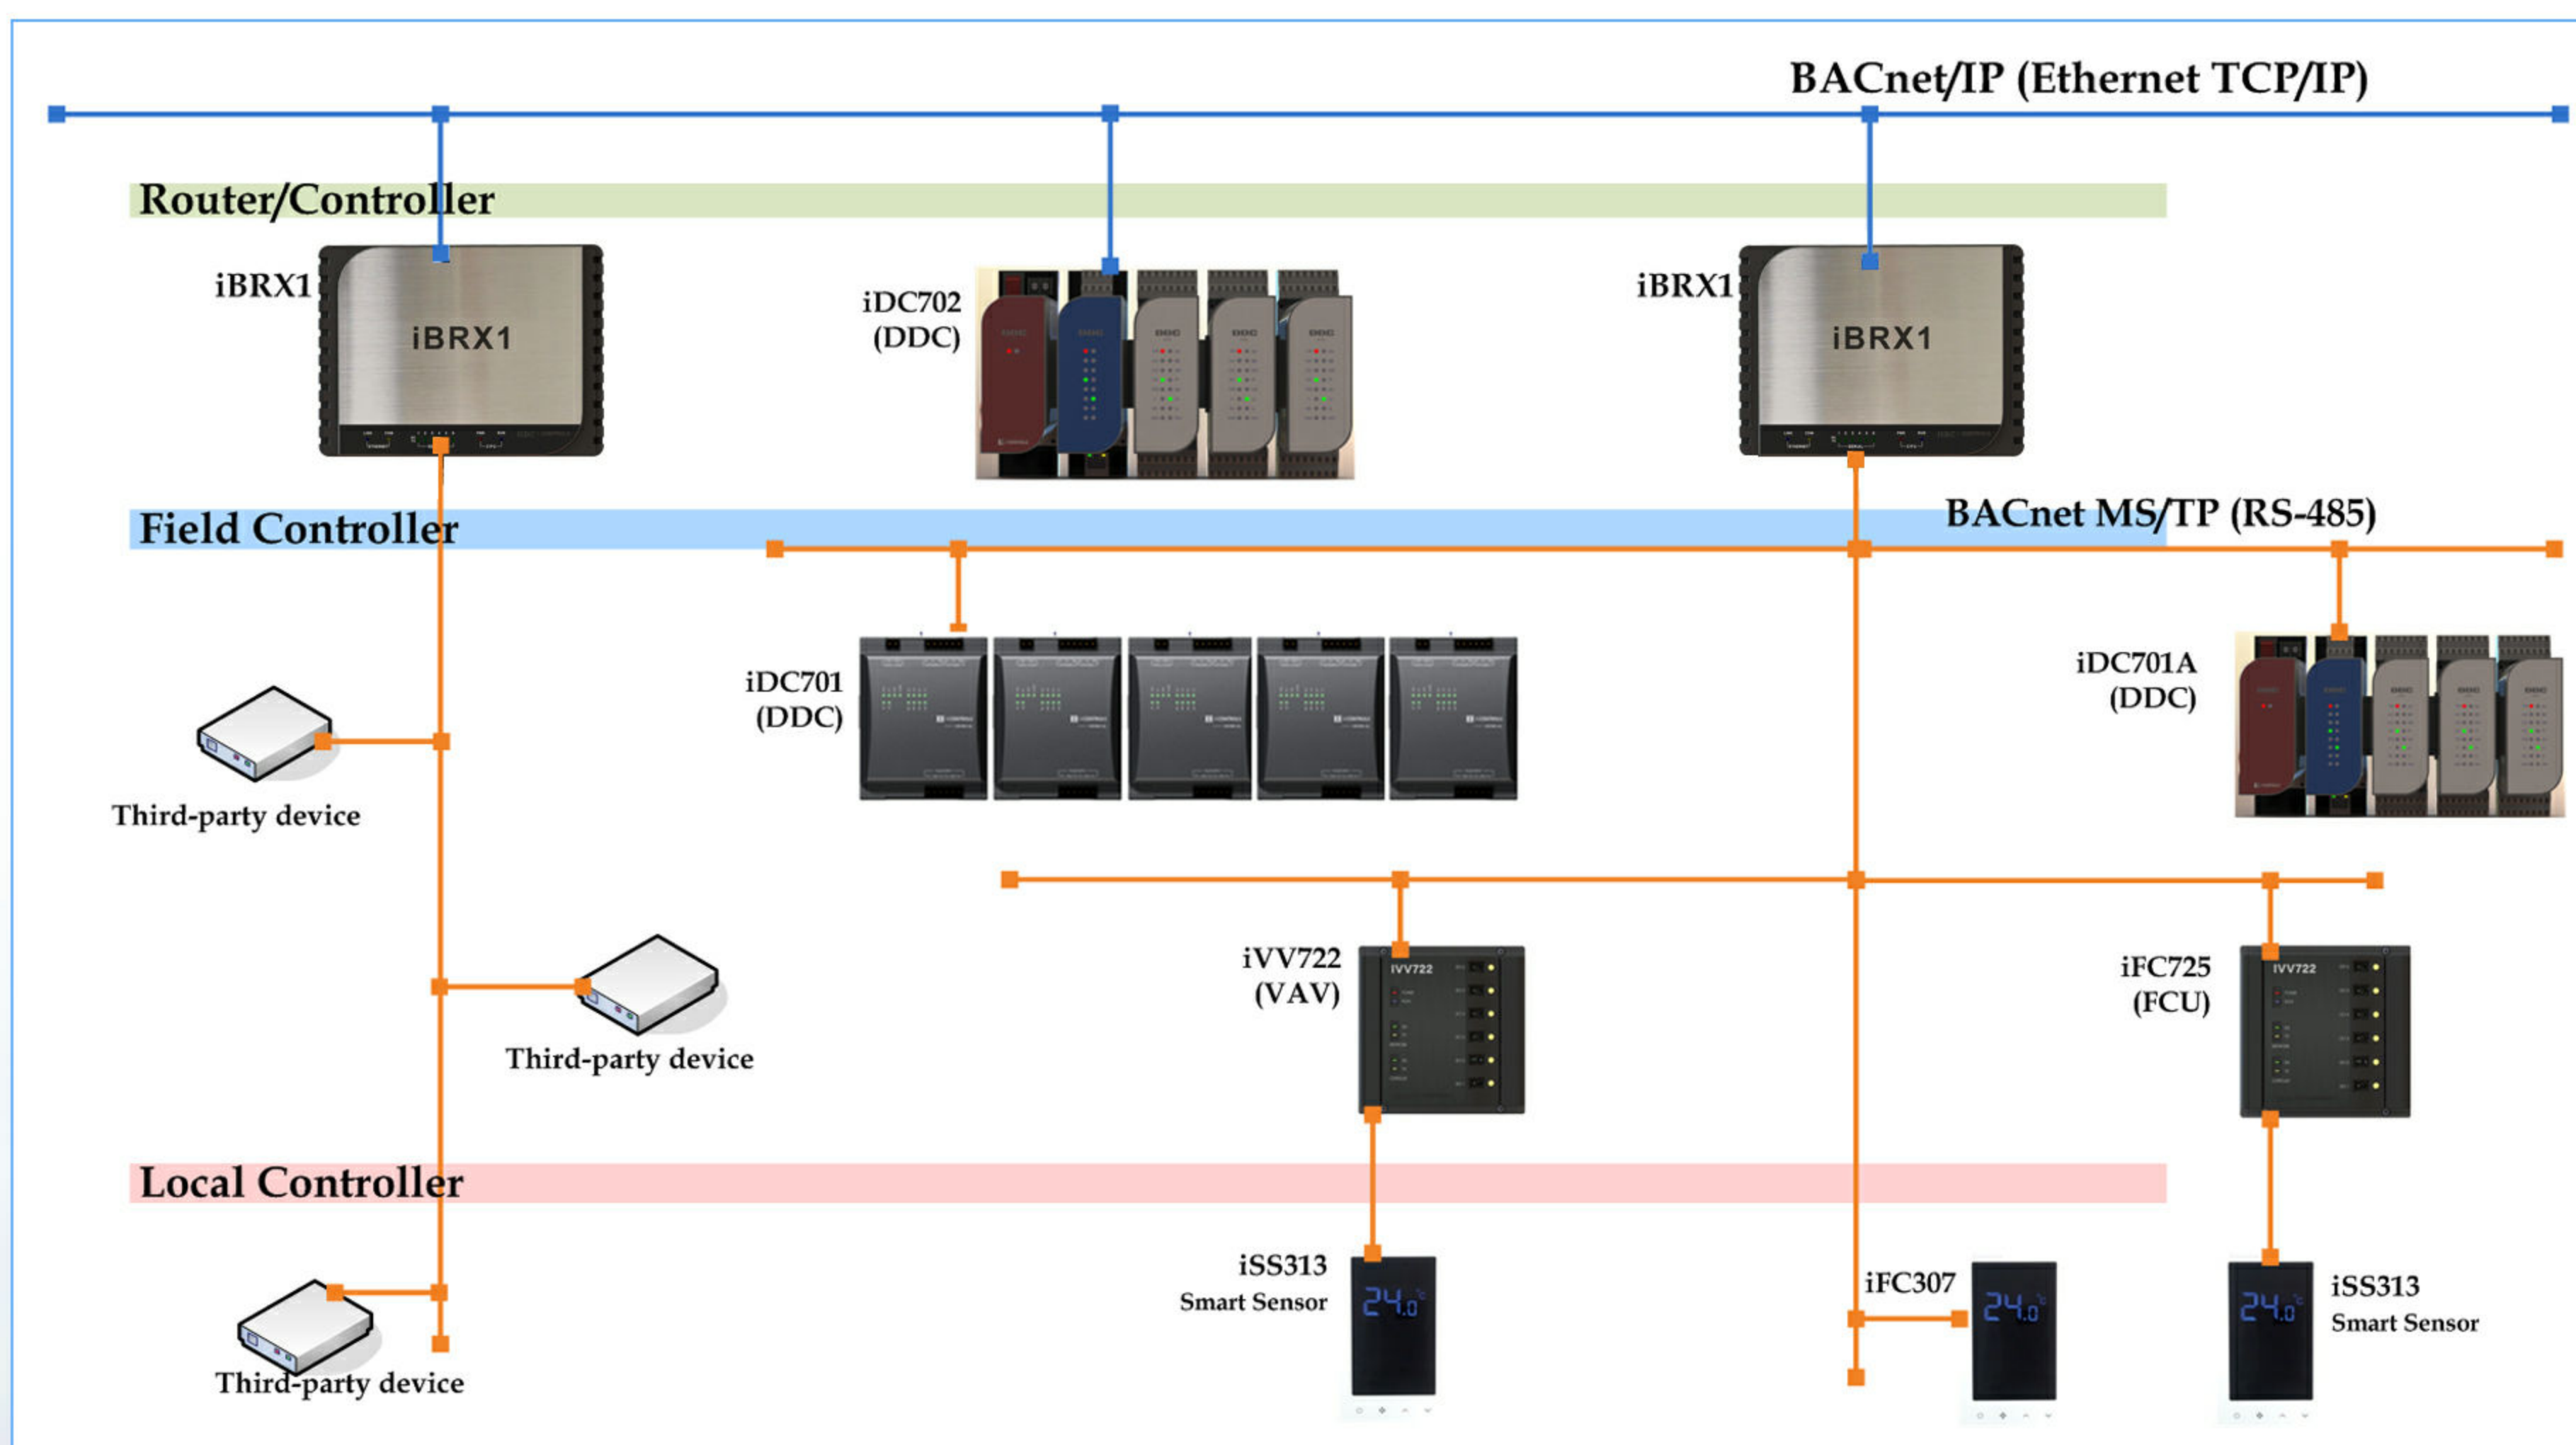 BACnet/IP (Ethernet TCP/IP)
Router/Controller
iBRX1
iBRX1
iDC702
(DDC)
iBRX1
iBRX1
Field Controller
BACnet MS/TP (RS-485)
iDC701
(DDC)
iDC701A
(DDC)
Third-party device
Third-party device
iVV722
(VAV)
IVV722
iFC725
(FCU)
IVV722
Local Controller
iSS313
Smart Sensor
24.0°C
iFC307
24.0°C
24.0°C
iSS313
Smart Sensor
Third-party device